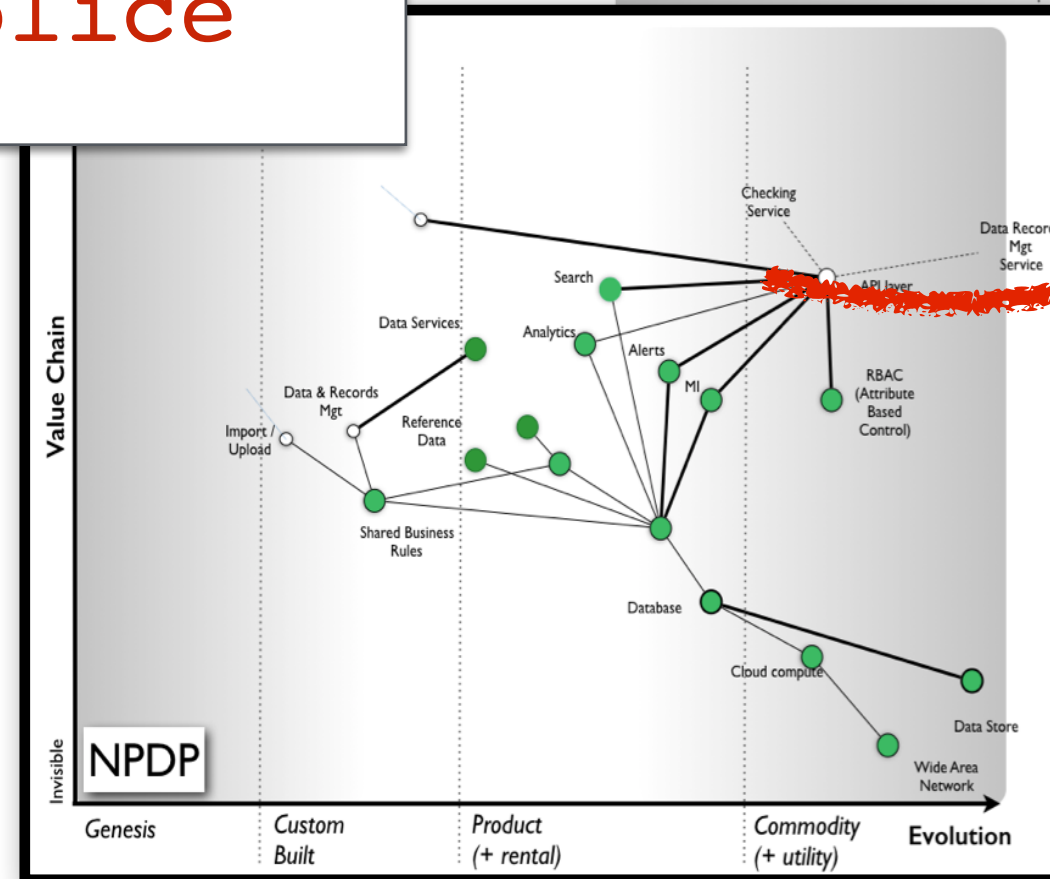 lice
Checking
Service
Data Record
Mgt
Service
Search
API layer
Data Services
Analytics
Alerts
MI
RBAC
(Attribute
Based
Control)
Data & Records
Mgt
Reference
Data
Import /
Upload
Shared Business
Rules
Database
Cloud compute
Data Store
Wide Area
Network
Value Chain
Invisible
NPDP
Genesis
Custom
Built
Product
(+ rental)
Commodity
(+ utility)
Evolution